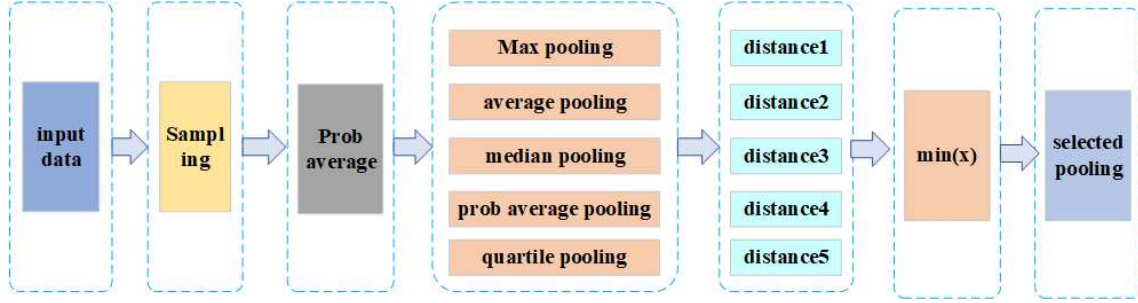 input
data
Sampl
ing
Prob
average
Max pooling
average pooling
median pooling
prob average pooling
quartile pooling
distance1
distance2
distance3
distance4
distance5
min(x)
selected
pooling